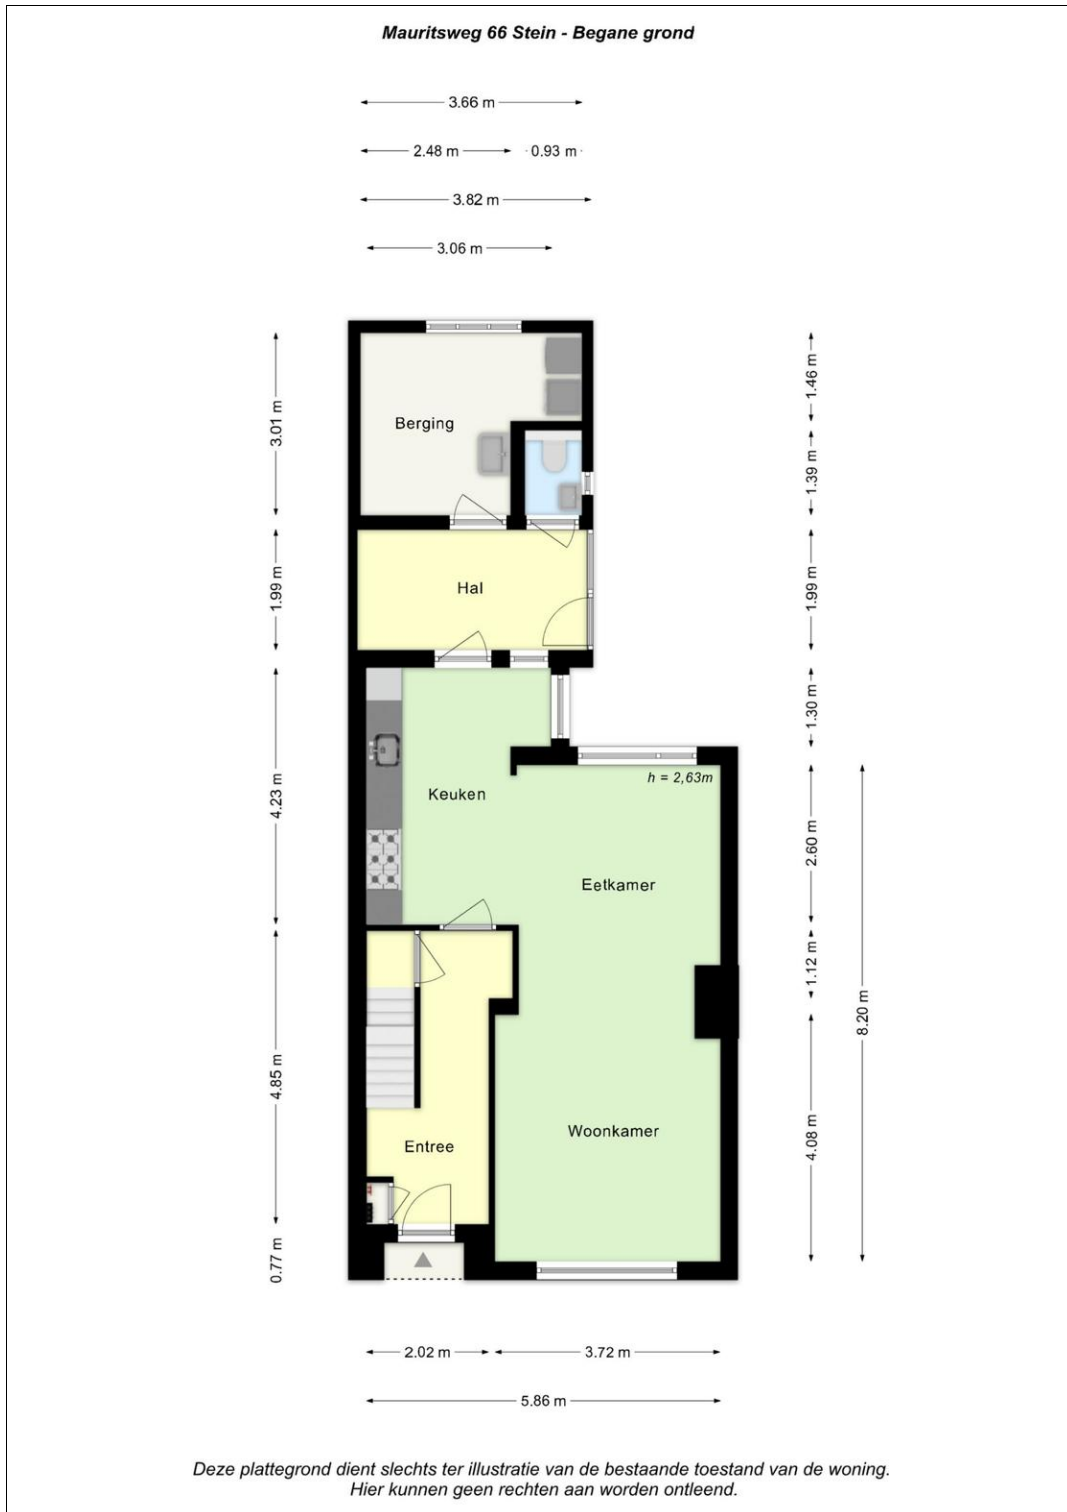 Mauritsweg 66 Stein - Begane grond
3.66 m
2.48 m 0.93 m
3.82 m
3.06 m
3.01 m
1.46 m
Berging
1.39 m
1.99 m
Hal
1.99 m
1.30 m
h = 2,63m
4.23 m
Keuken
2.60 m
Eetkamer
1.12 m
8.20 m
4.85 m
4.08 m
Woonkamer
Entree
0.77 m
2.02 m 3.72 m
5.86 m
Deze plattegrond dient slechts ter illustratie van de bestaande toestand van de woning.
Hier kunnen geen rechten aan worden ontleend.